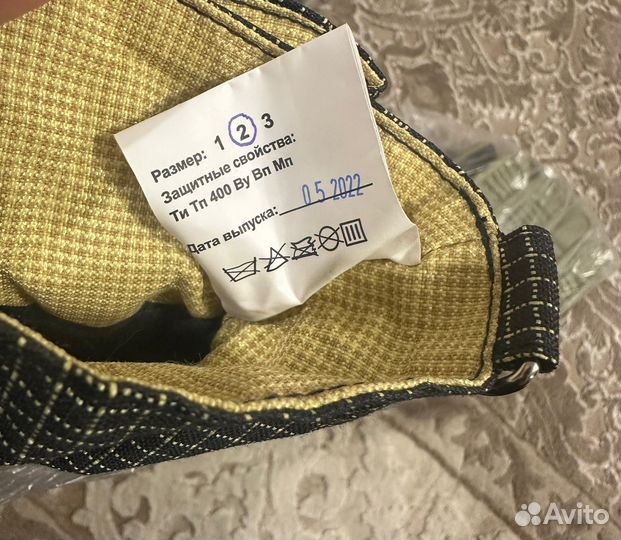 Размер: 1 2 3
Защитные свойства:
Ти Тп 400 Ву Вп Мп
Дата выпуска: 05 2022
Avito